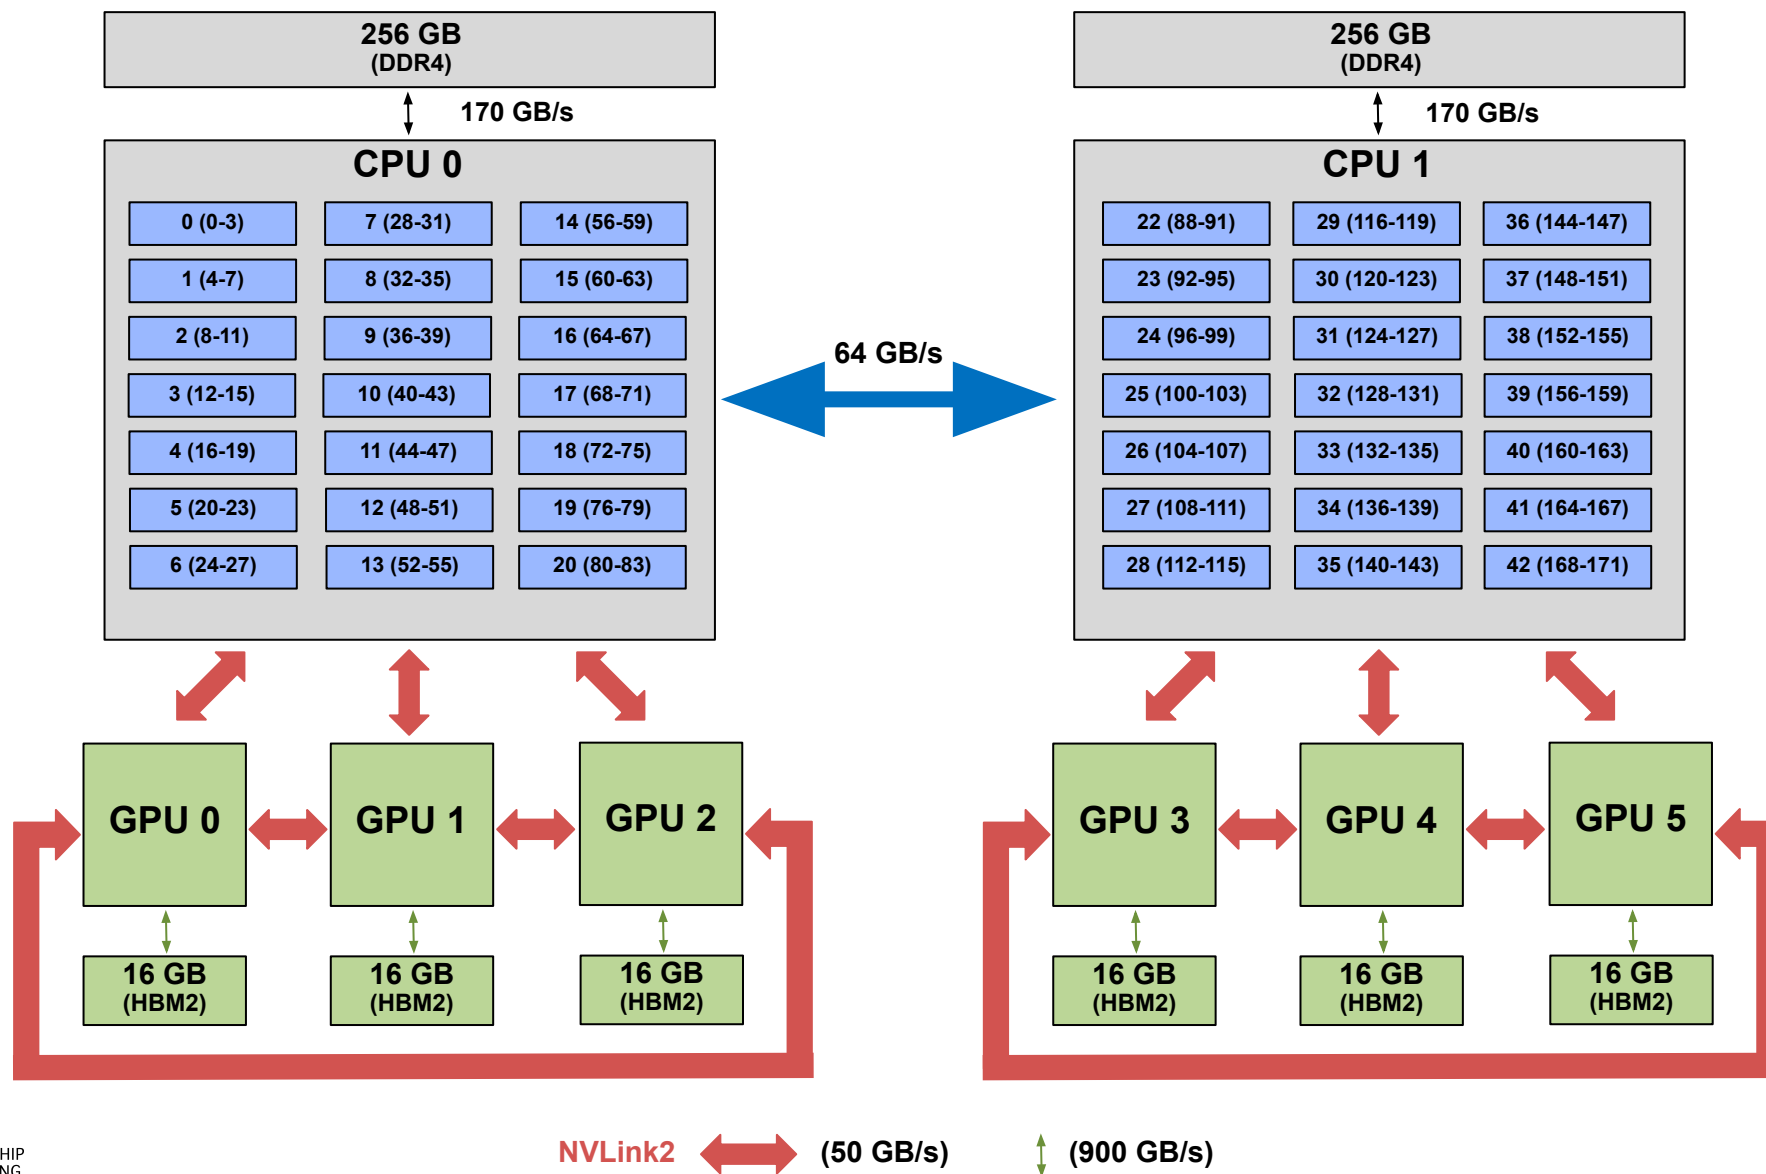 256 GB
(DDR4)
170 GB/s
CPU 0
0 (0-3)
7 (28-31)
14 (56-59)
1 (4-7)
8 (32-35)
15 (60-63)
2 (8-11)
9 (36-39)
16 (64-67)
3 (12-15)
10 (40-43)
17 (68-71)
4 (16-19)
11 (44-47)
18 (72-75)
5 (20-23)
12 (48-51)
19 (76-79)
6 (24-27)
13 (52-55)
20 (80-83)
64 GB/s
256 GB
(DDR4)
170 GB/s
CPU 1
22 (88-91)
29 (116-119)
36 (144-147)
23 (92-95)
30 (120-123)
37 (148-151)
24 (96-99)
31 (124-127)
38 (152-155)
25 (100-103)
32 (128-131)
39 (156-159)
26 (104-107)
33 (132-135)
40 (160-163)
27 (108-111)
34 (136-139)
41 (164-167)
28 (112-115)
35 (140-143)
42 (168-171)
GPU 0
GPU 1
GPU 2
16 GB
(HBM2)
16 GB
(HBM2)
16 GB
(HBM2)
GPU 3
GPU 4
GPU 5
16 GB
(HBM2)
16 GB
(HBM2)
16 GB
(HBM2)
NVLink2
(50 GB/s)
(900 GB/s)